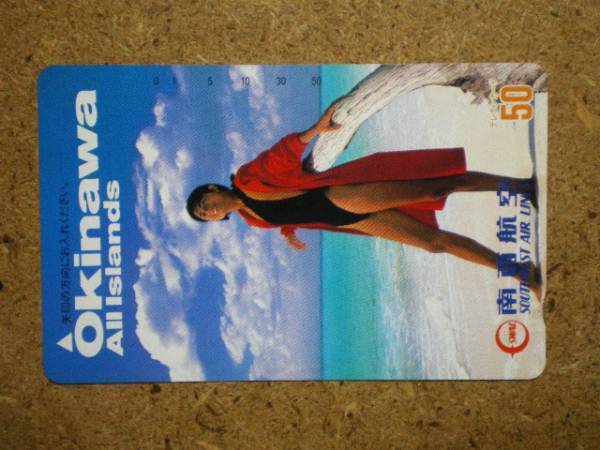 矢印の方向にお入れください。
Okinawa
All Islands
0 1 5 10 30 50
50
南西航空
SOUTHWEST AIR LINES
SWAL